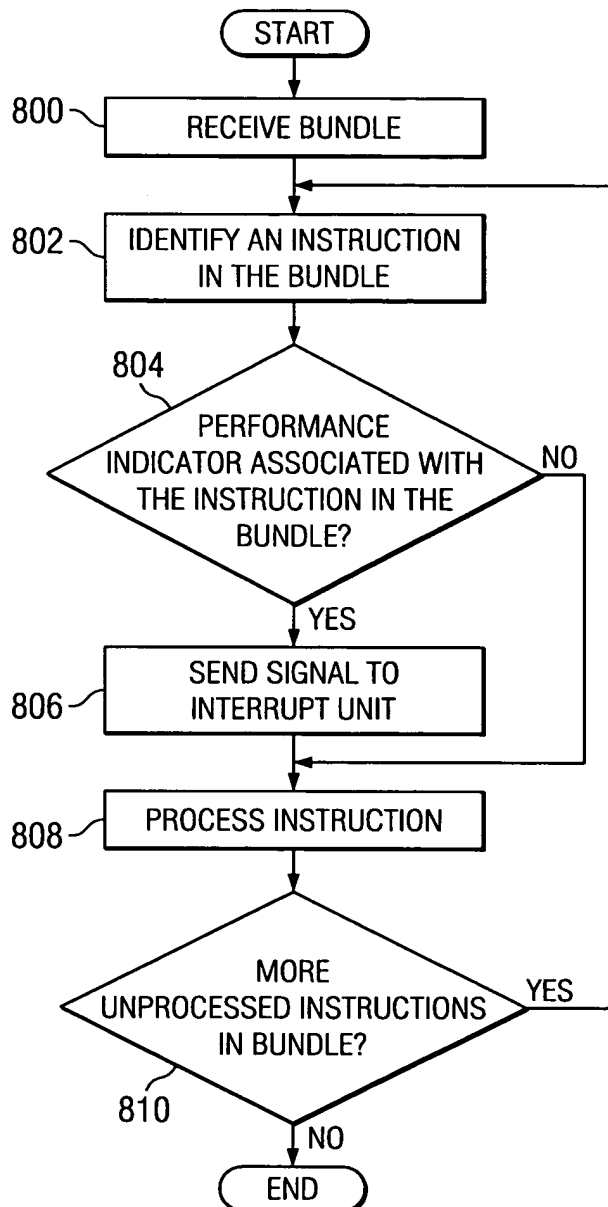 START
800
RECEIVE BUNDLE
802
IDENTIFY AN INSTRUCTION
IN THE BUNDLE
804
PERFORMANCE
INDICATOR ASSOCIATED WITH
THE INSTRUCTION IN THE
BUNDLE?
NO
YES
806
SEND SIGNAL TO
INTERRUPT UNIT
808
PROCESS INSTRUCTION
MORE
UNPROCESSED INSTRUCTIONS
IN BUNDLE?
YES
810
NO
END